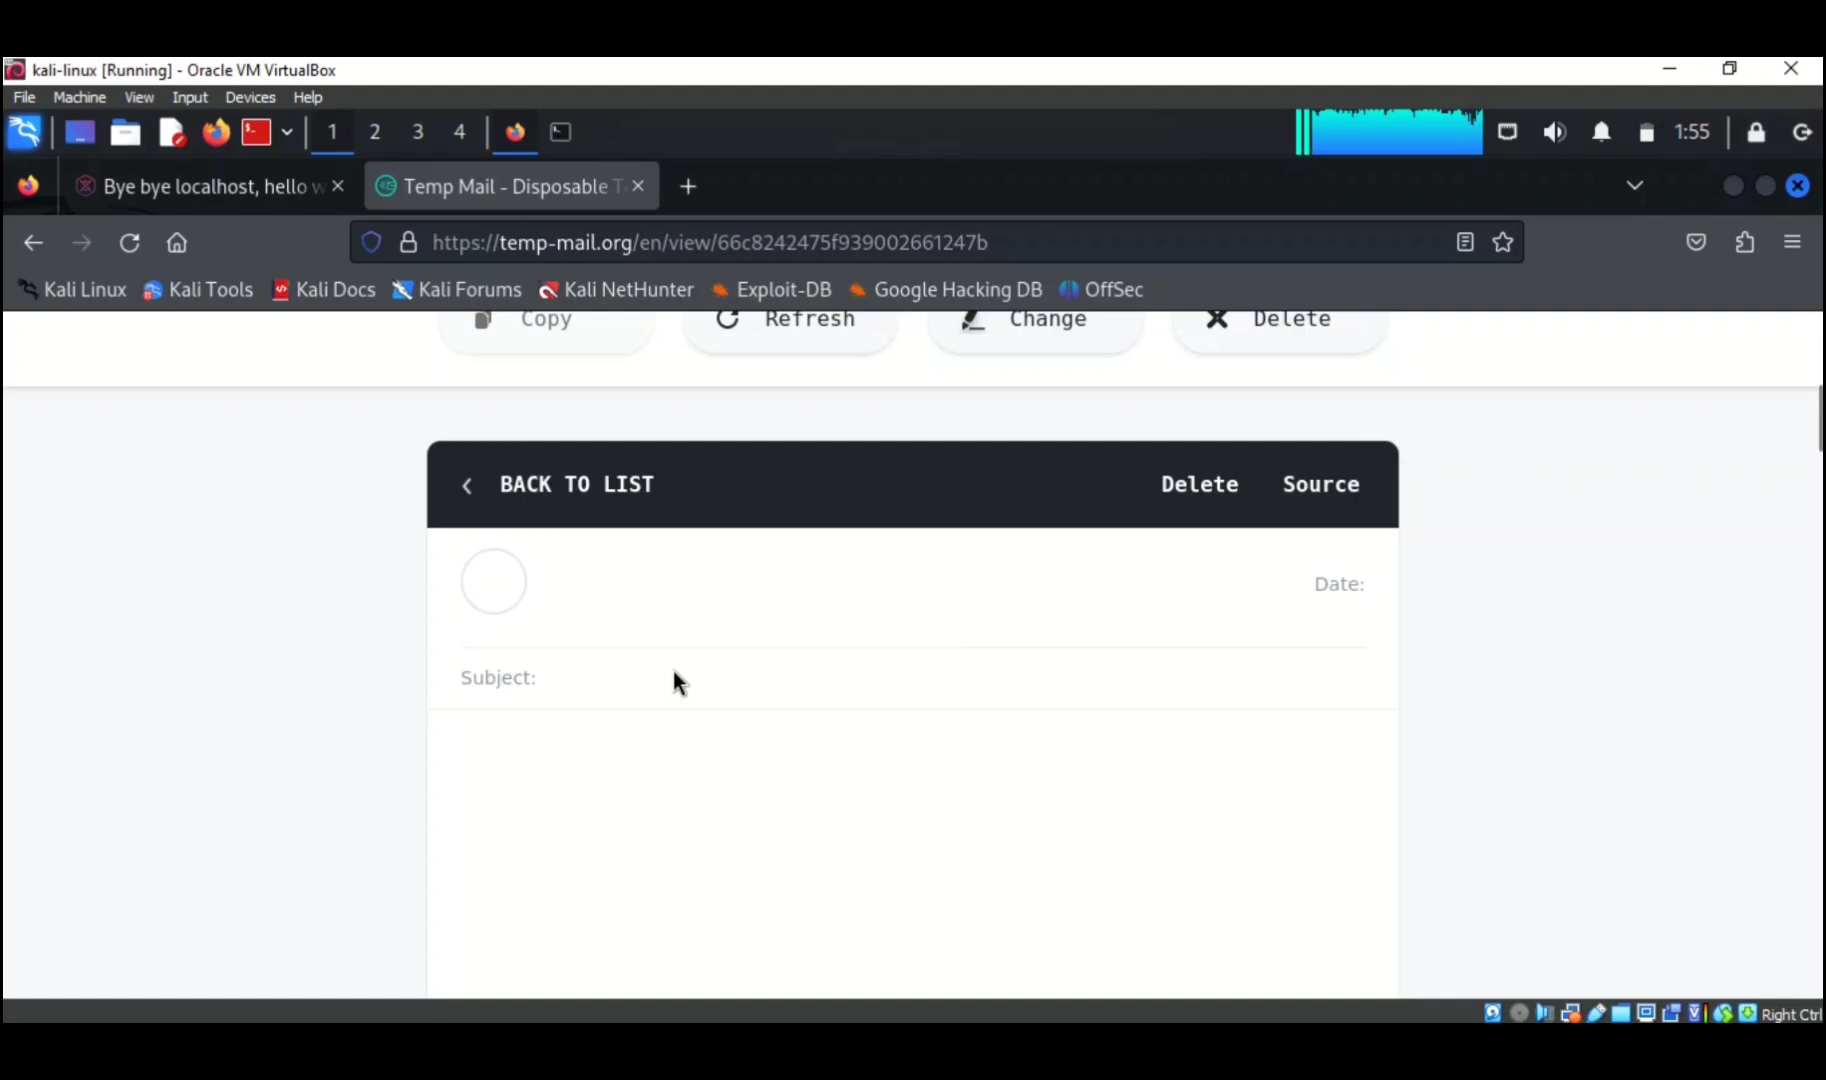 kali-linux [Running] - Oracle VM VirtualBox
File Machine View Input Devices Help
1 2 3 4 1:55
Bye bye localhost, hello w
Temp Mail - Disposable T
https://temp-mail.org/en/view/66c8242475f939002661247b
Kali Linux Kali Tools Kali Docs Kali Forums Kali NetHunter Exploit-DB Google Hacking DB OffSec
Copy Refresh Change Delete
BACK TO LIST Delete Source
Date:
Subject:
Right Ctrl